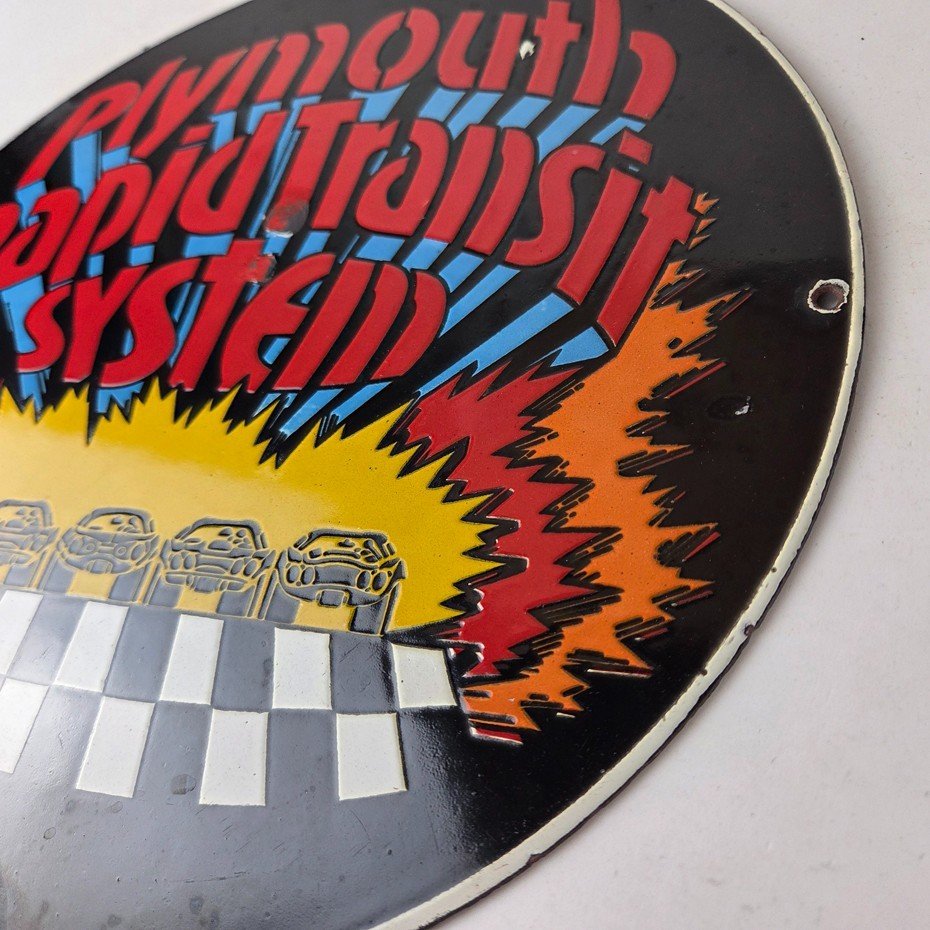 Plymouth
Rapid Transit
system